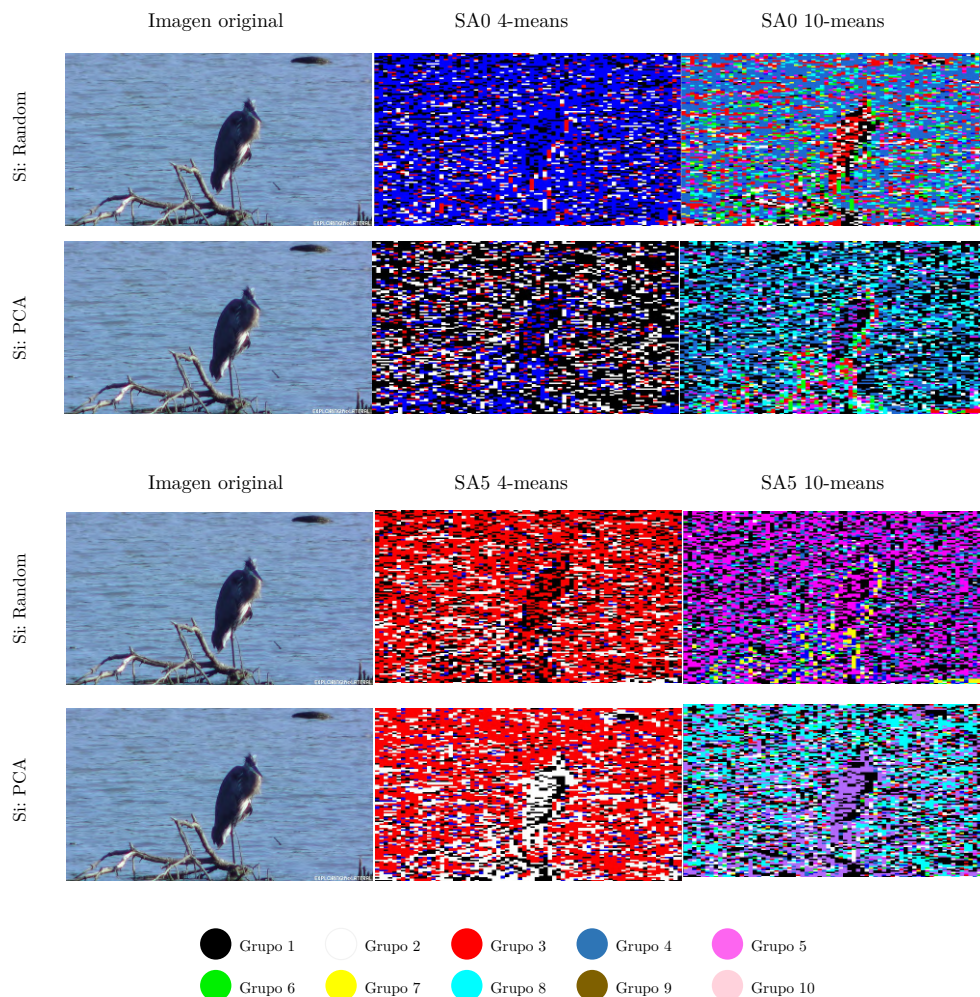 Imagen original SA0 4-means SA0 10-means
Si: Random
Si: PCA
Imagen original SA5 4-means SA5 10-means
Si: Random
Si: PCA
Grupo 1 Grupo 2 Grupo 3 Grupo 4 Grupo 5
Grupo 6 Grupo 7 Grupo 8 Grupo 9 Grupo 10